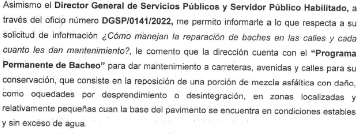 Asimismo el Director General de Servicios Públicos y Servidor Público Habilitado, a
través del oficio número DGSP/0141/2022, me permito informarle a lo que respecta a su
solicitud de información ¿Cómo manejan la reparación de baches en las calles y cada
cuanto les dan mantenimiento?, le comento que la dirección cuenta con el “Programa
Permanente de Bacheo” para dar mantenimiento a carreteras, avenidas y calles para su
conservación, que consiste en la reposición de una porción de mezcla asfáltica con daño,
como oquedades por desprendimiento o desintegración, en zonas localizadas y
relativamente pequeñas cuan la base del pavimento se encuentra en condiciones estables
y sin exceso de agua.